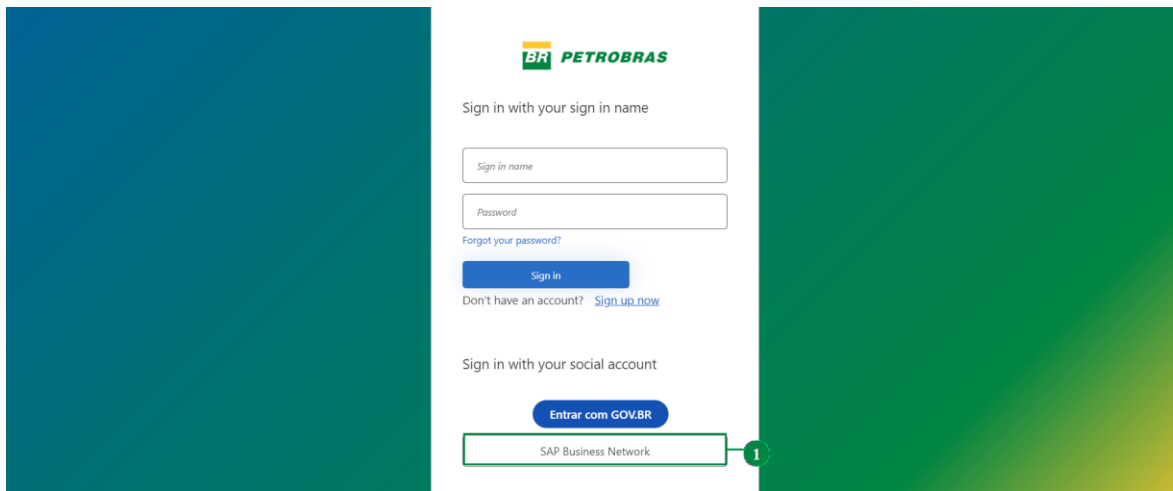 BR PETROBRAS
Sign in with your sign in name
Sign in name
Password
Forgot your password?
Sign in
Don't have an account? Sign up now
Sign in with your social account
Entrar com GOV.BR
SAP Business Network
1